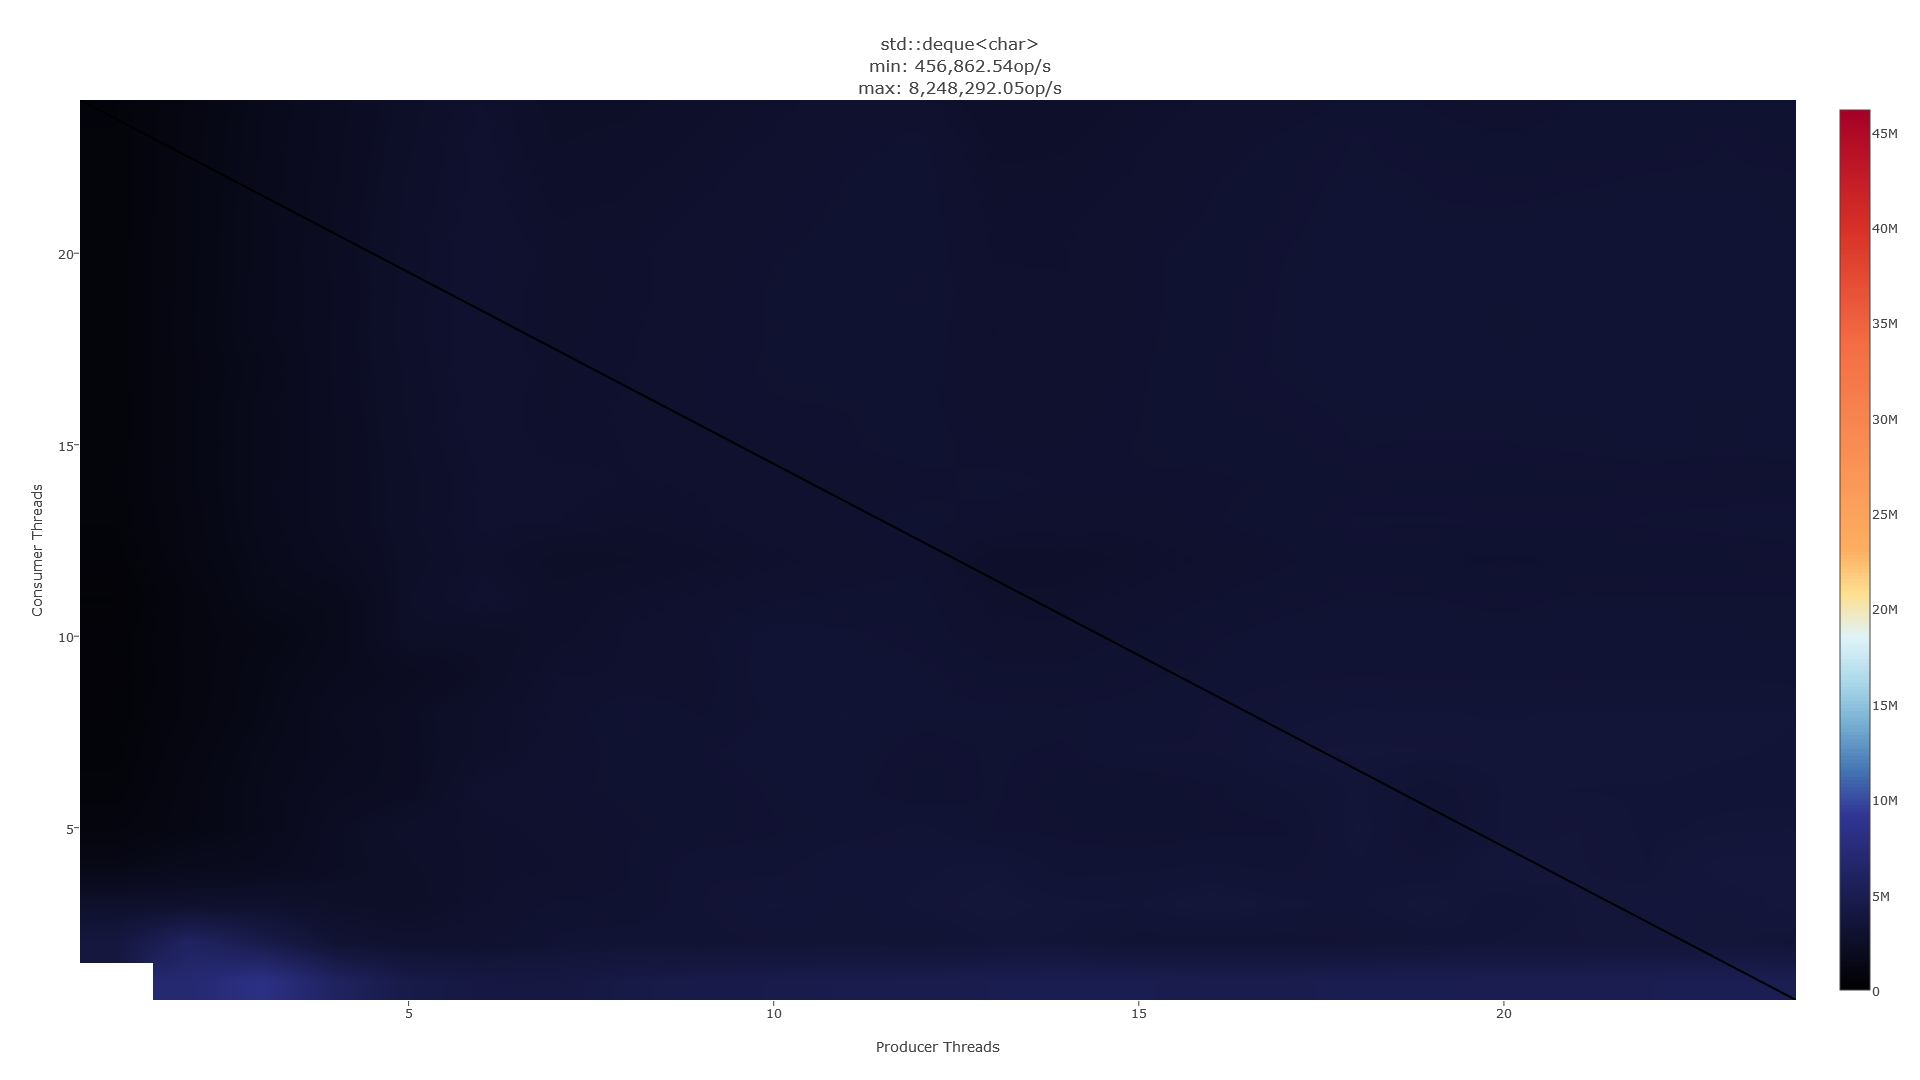 std::deque<char>
min: 456,862.54op/s
max: 8,248,292.05op/s
20
15
10
5
Consumer Threads
5
10
15
20
Producer Threads
45M
40M
35M
30M
25M
20M
15M
10M
5M
0